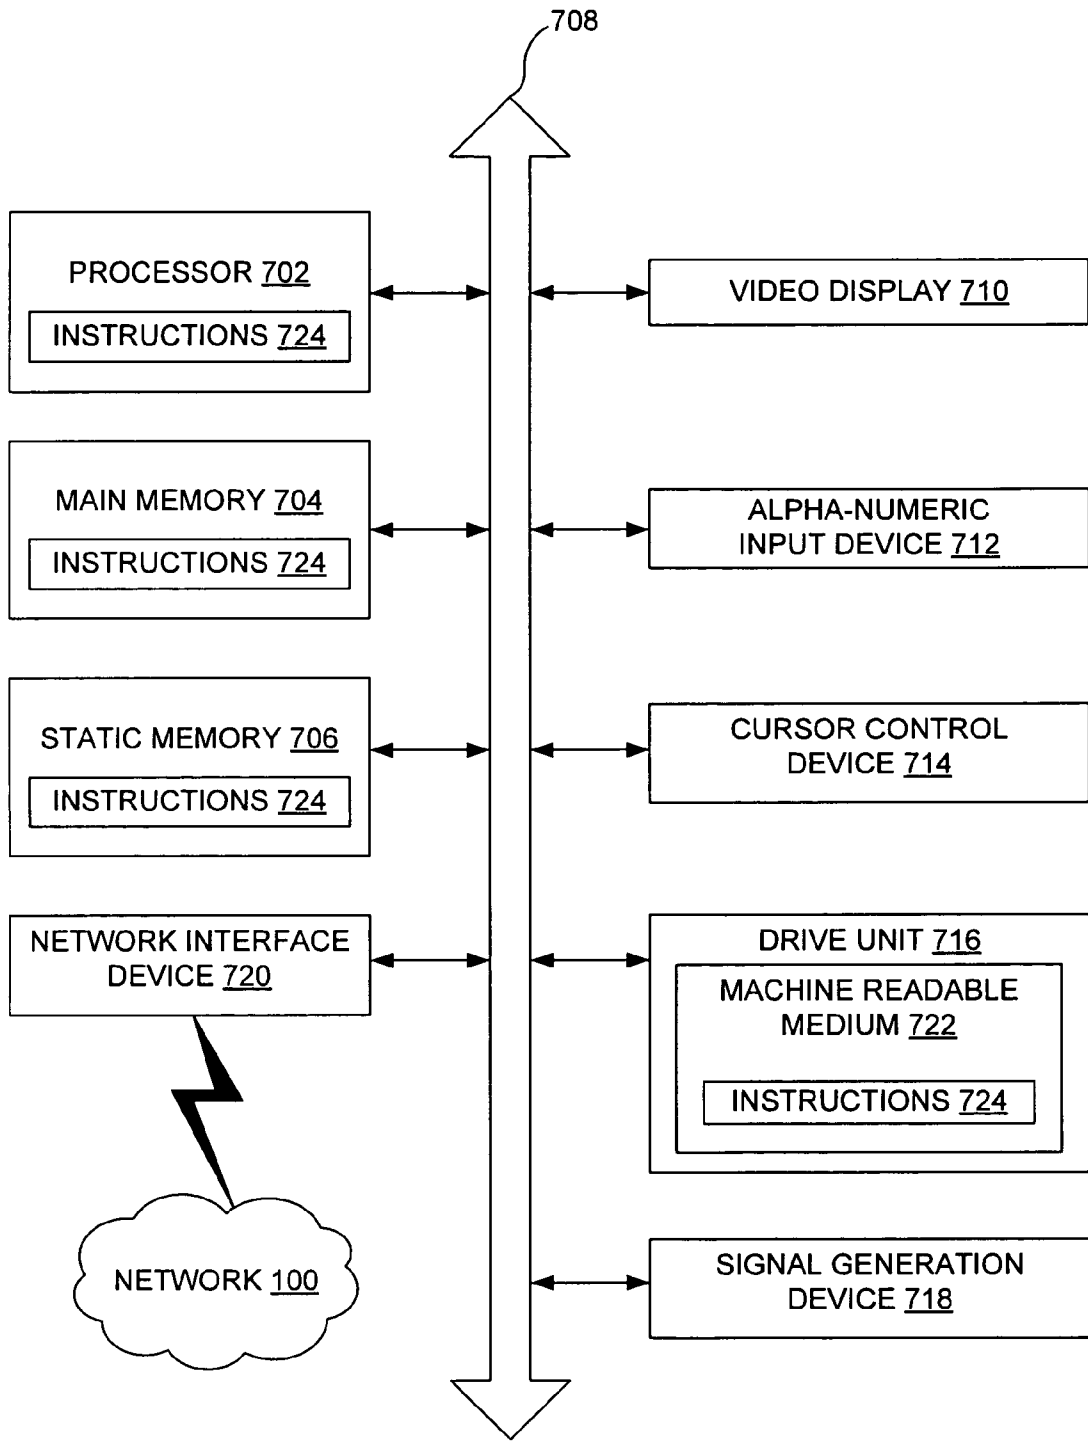 708
PROCESSOR 702
INSTRUCTIONS 724
MAIN MEMORY 704
INSTRUCTIONS 724
STATIC MEMORY 706
INSTRUCTIONS 724
NETWORK INTERFACE
DEVICE 720
NETWORK 100
VIDEO DISPLAY 710
ALPHA-NUMERIC
INPUT DEVICE 712
CURSOR CONTROL
DEVICE 714
DRIVE UNIT 716
MACHINE READABLE
MEDIUM 722
INSTRUCTIONS 724
SIGNAL GENERATION
DEVICE 718